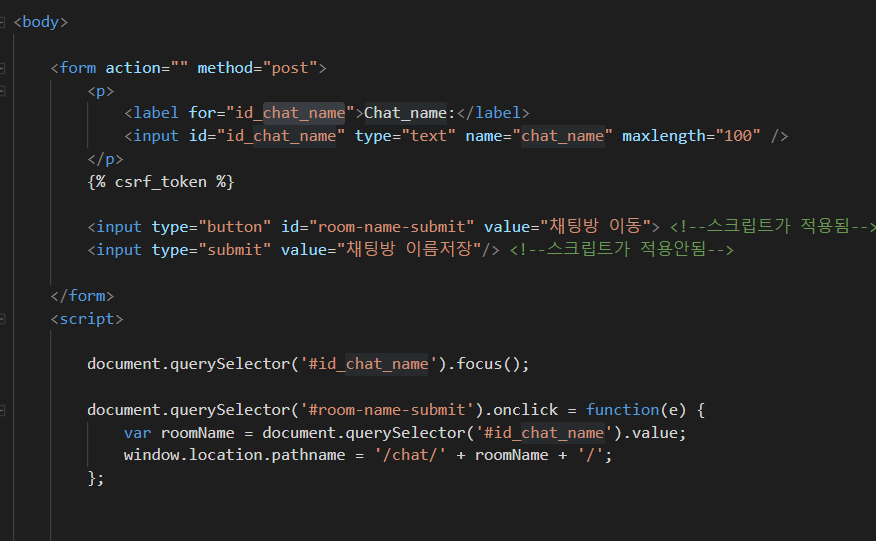 <body>
<form action="" method="post">
<p>
<label for="id_chat_name">Chat_name:</label>
<input id="id_chat_name" type="text" name="chat_name" maxlength="100" />
</p>
{% csrf_token %}
<input type="button" id="room-name-submit" value="채팅방 이동"> <!--스크립트가 적용됨-->
<input type="submit" value="채팅방 이름저장"/> <!--스크립트가 적용안됨-->
</form>
<script>
document.querySelector('#id_chat_name').focus();
document.querySelector('#room-name-submit').onclick = function(e) {
var roomName = document.querySelector('#id_chat_name').value;
window.location.pathname = '/chat/' + roomName + '/';
};